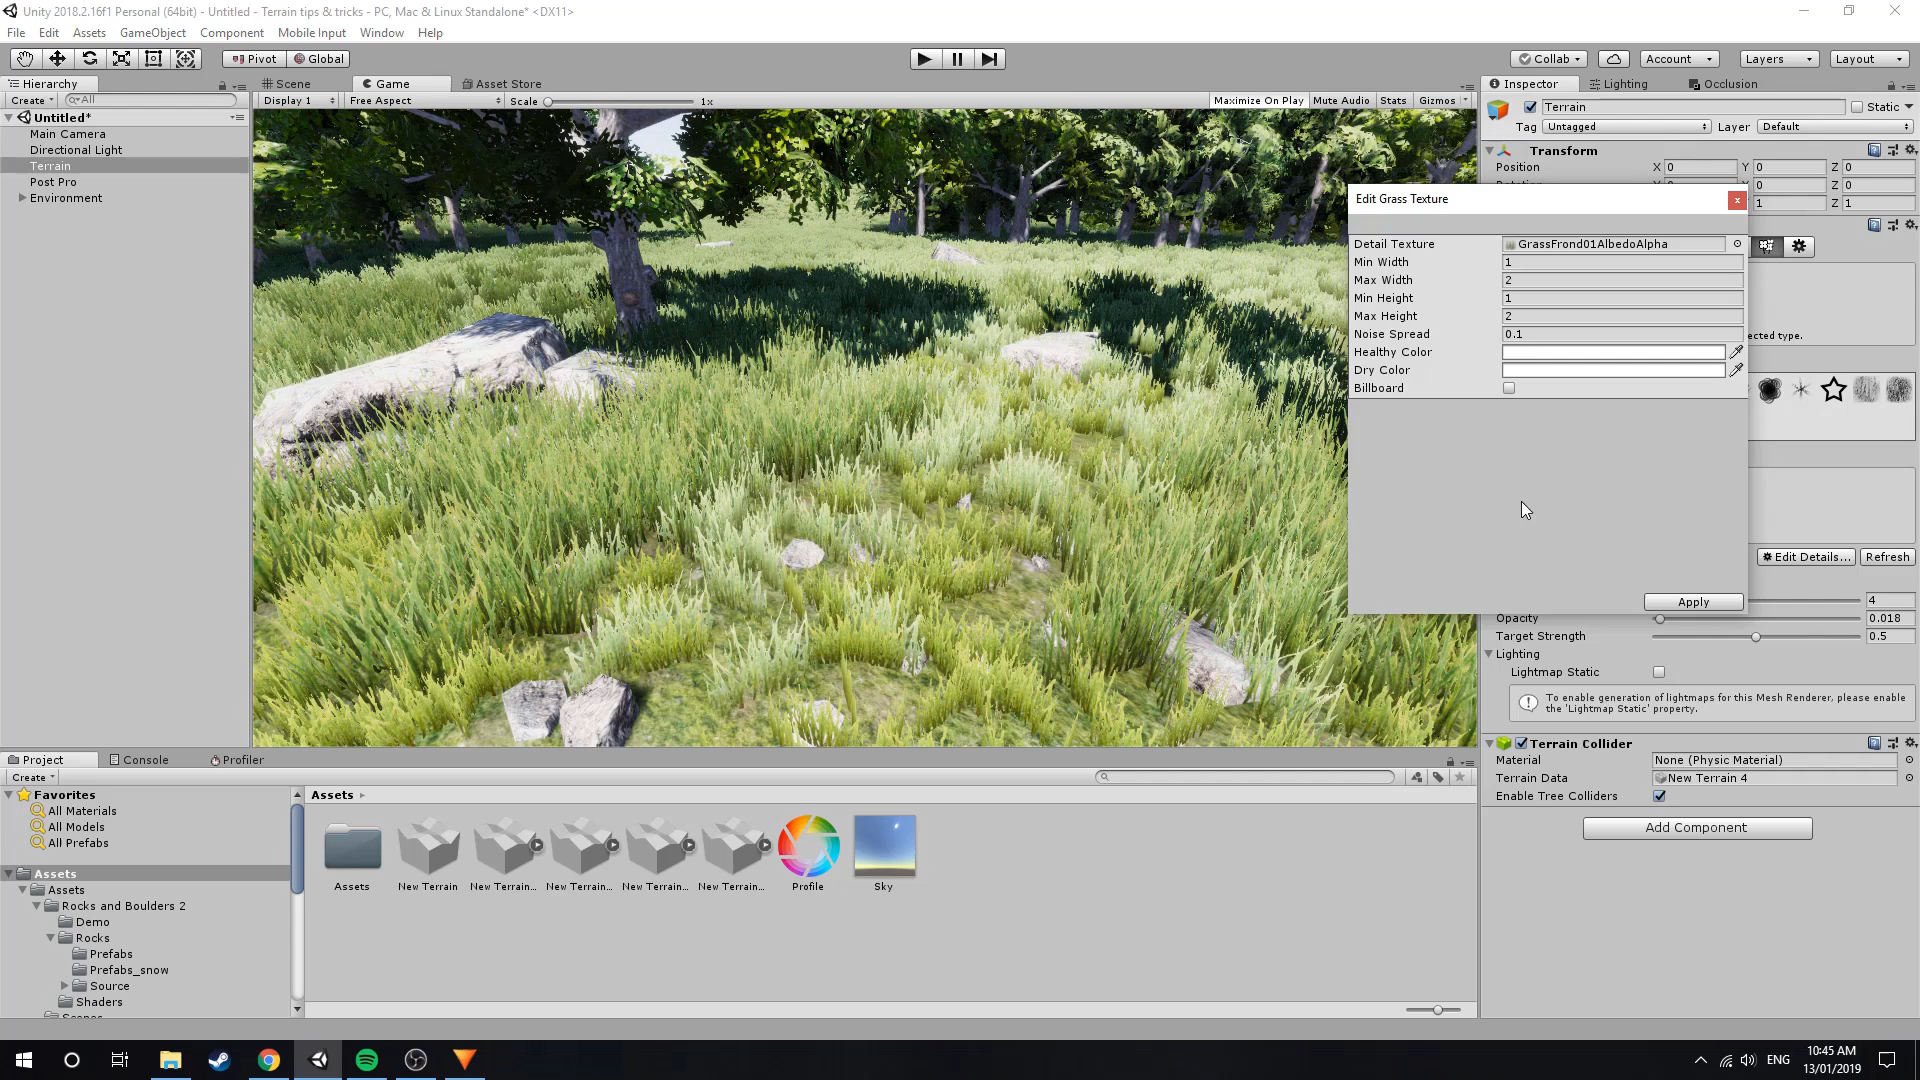 Unity 2018.2.16f1 Personal (64bit) - Untitled - Terrain tips & tricks - PC, Mac & Linux Standalone* <DX11>
File Edit Assets GameObject Component Mobile Input Window Help
Pivot Global Collab Account Layers Layout
Hierarchy Scene Game Asset Store Inspector Lighting Occlusion
Create All Display 1 Free Aspect Scale 1x Maximize On Play Mute Audio Stats Gizmos
Untitled*
Main Camera
Directional Light
Terrain
Post Pro
Environment
Terrain Static
Tag Untagged Layer Default
Transform
Position X 0 Y 0 Z 0
0 Z 0
1 Z 1
Edit Grass Texture
Detail Texture GrassFrond01AlbedoAlpha
Min Width 1
Max Width 2
Min Height 1
Max Height 2
Noise Spread 0.1
Healthy Color
Dry Color
Billboard
Apply
ected type.
Edit Details... Refresh
4
Opacity 0.018
Target Strength 0.5
Lighting
Lightmap Static
To enable generation of lightmaps for this Mesh Renderer, please enable
the 'Lightmap Static' property.
Terrain Collider
Material None (Physic Material)
Terrain Data New Terrain 4
Enable Tree Colliders
Add Component
Project Console Profiler
Create
Favorites
All Materials
All Models
All Prefabs
Assets
Assets
Rocks and Boulders 2
Demo
Rocks
Prefabs
Prefabs_snow
Source
Shaders
Assets
Assets New Terrain New Terrain... New Terrain... New Terrain... New Terrain... Profile Sky
ENG
10:45 AM
13/01/2019